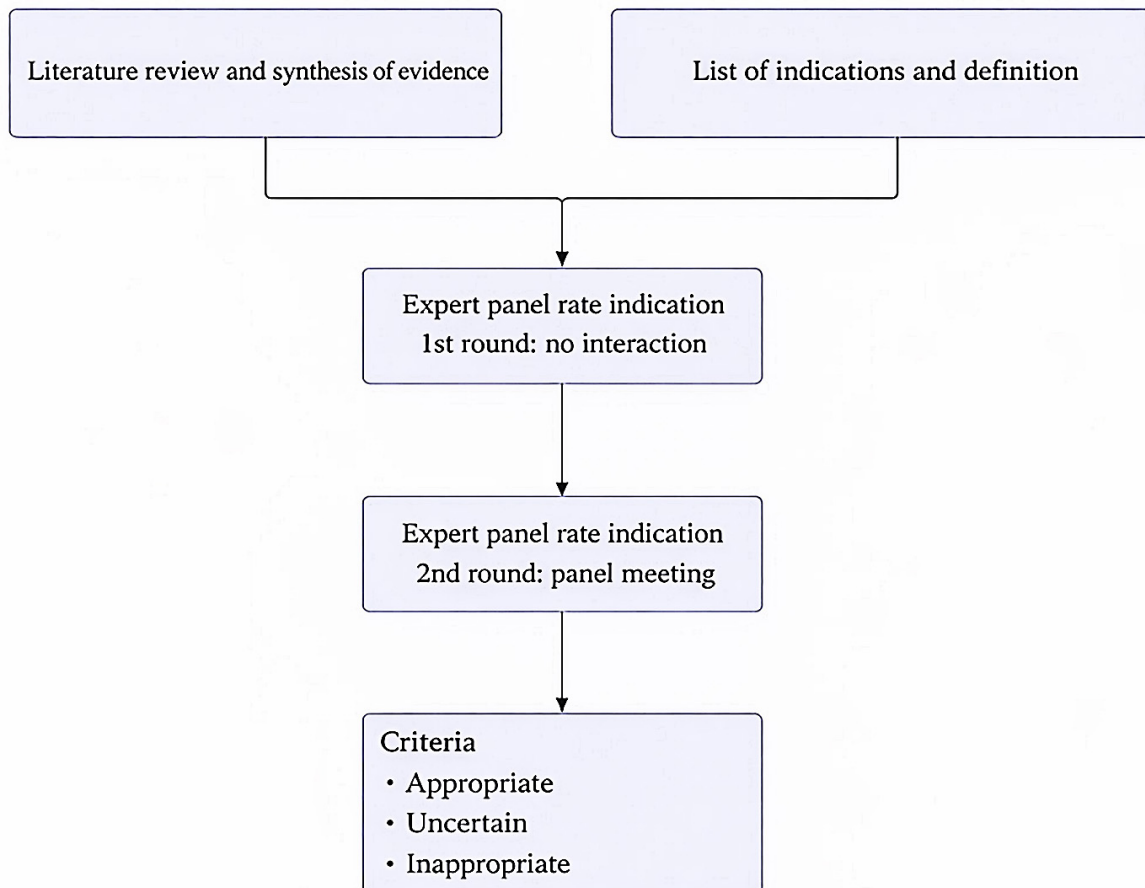 Literature review and synthesis of evidence
List of indications and definition
Expert panel rate indication
1st round: no interaction
Expert panel rate indication
2nd round: panel meeting
Criteria
• Appropriate
• Uncertain
• Inappropriate